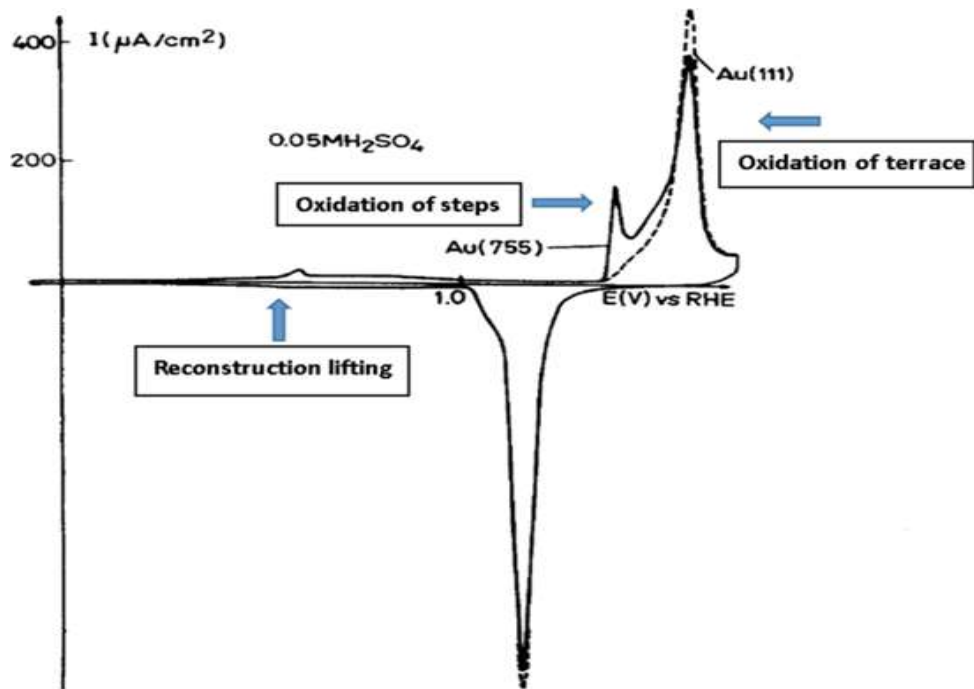 400
I(μA/cm²)
Au(111)
0.05MH₂SO₄
200
Oxidation of terrace
Oxidation of steps
Au(755)
1.0
E(V) vs RHE
Reconstruction lifting